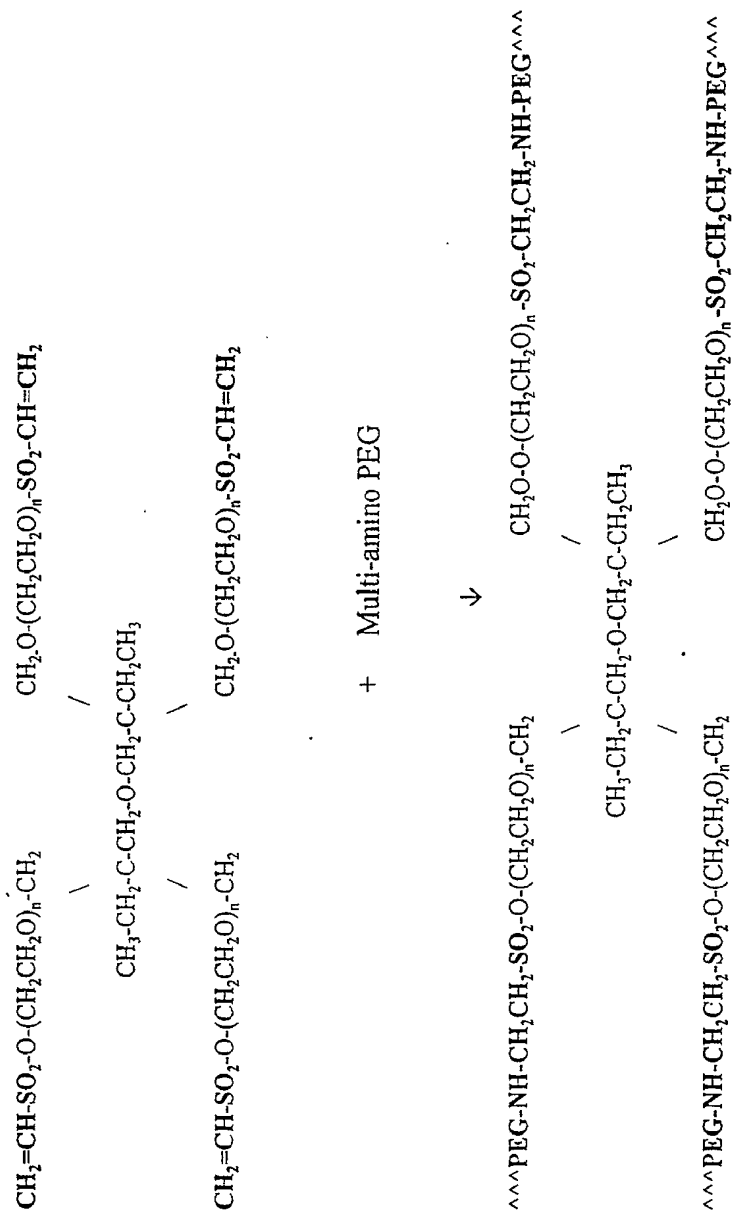 CH₂=CH-SO₂-O-(CH₂CH₂O)ₙ-CH₂ CH₂-O-(CH₂CH₂O)ₙ-SO₂-CH=CH₂
\ /
CH₃-CH₂-C-CH₂-O-CH₂-C-CH₂CH₃
/ \
CH₂=CH-SO₂-O-(CH₂CH₂O)ₙ-CH₂ CH₂-O-(CH₂CH₂O)ₙ-SO₂-CH=CH₂
+ Multi-amino PEG
↓
^^^PEG-NH-CH₂CH₂-SO₂-O-(CH₂CH₂O)ₙ-CH₂ CH₂O-O-(CH₂CH₂O)ₙ-SO₂-CH₂CH₂-NH-PEG^^^
\ /
CH₃-CH₂-C-CH₂-O-CH₂-C-CH₂CH₃
/ \
^^^PEG-NH-CH₂CH₂-SO₂-O-(CH₂CH₂O)ₙ-CH₂ CH₂O-O-(CH₂CH₂O)ₙ-SO₂-CH₂CH₂-NH-PEG^^^